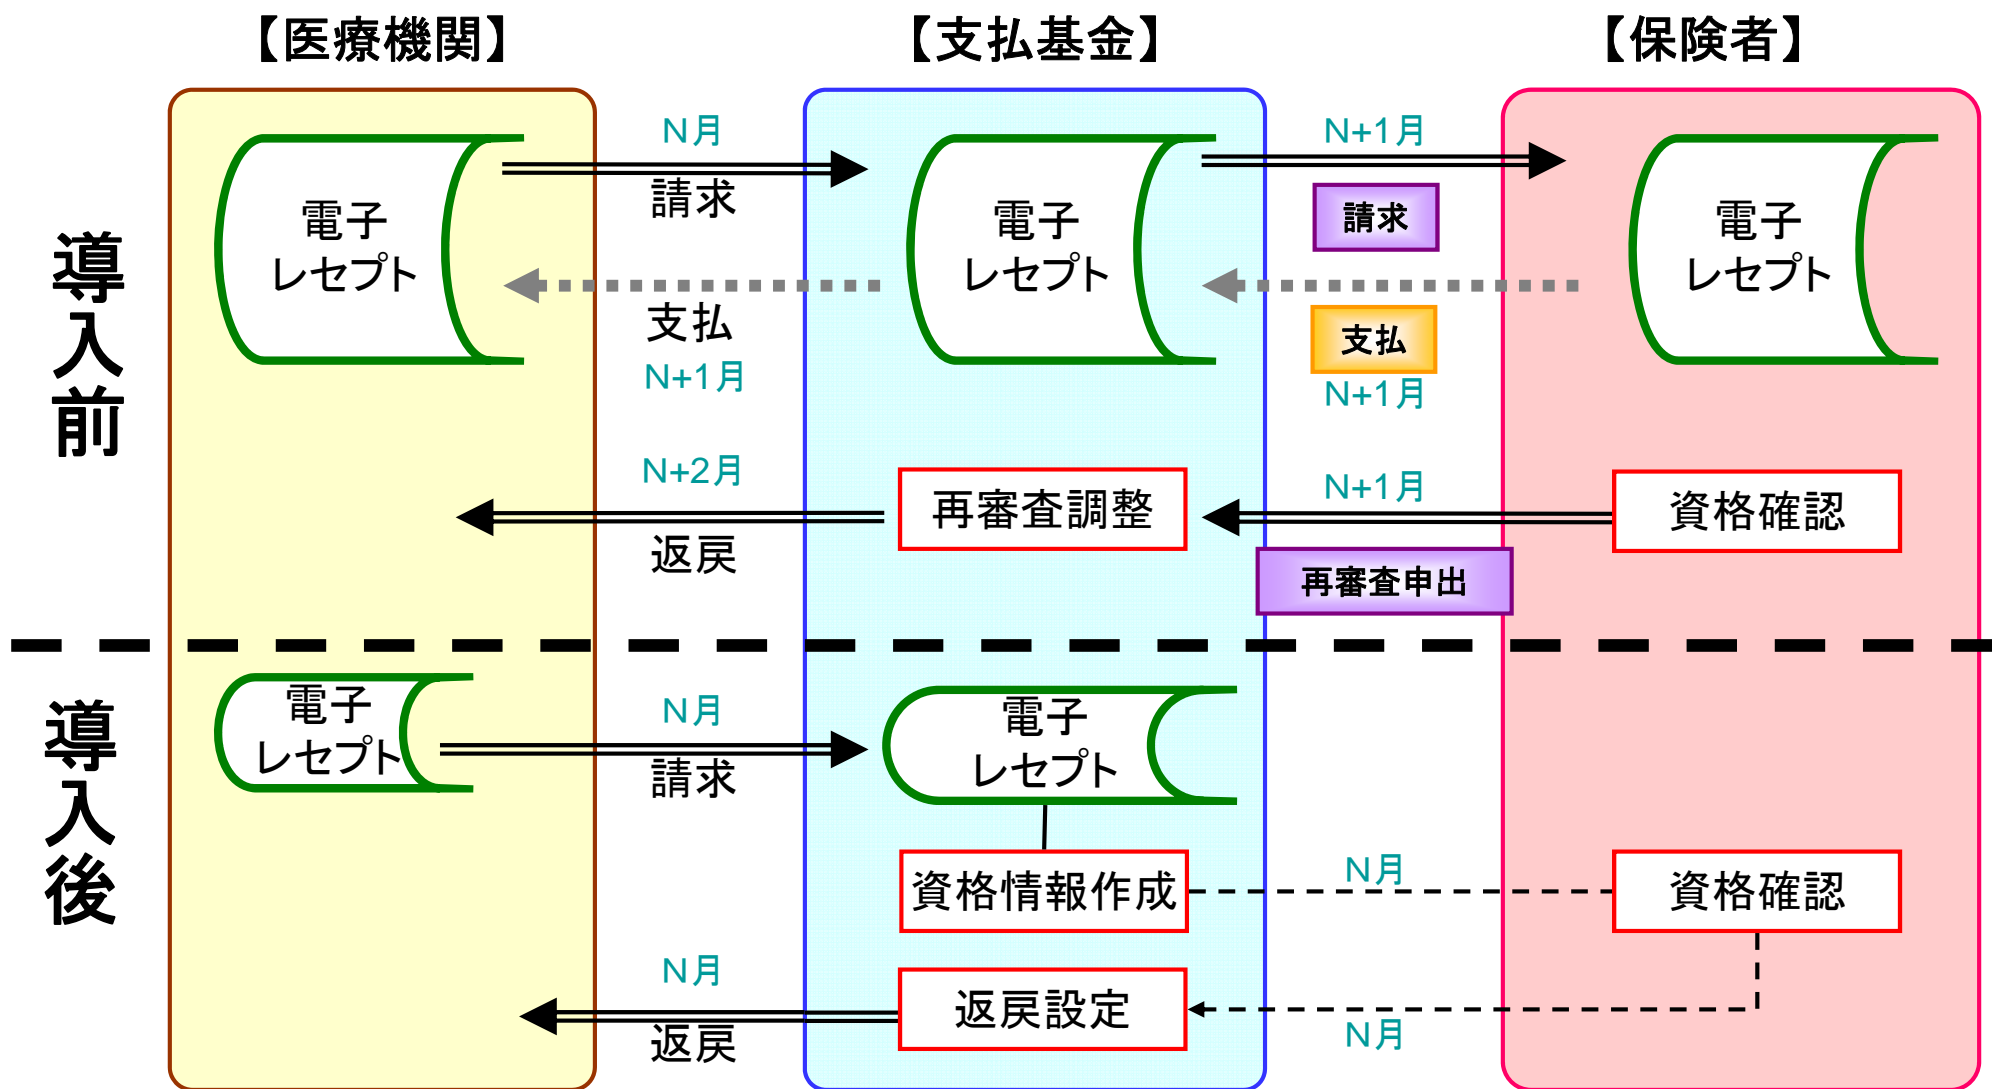 【医療機関】
【支払基金】
【保険者】
導入前
N月
請求
電子
レセプト
支払
N+1月
電子
レセプト
N+1月
請求
支払
N+1月
電子
レセプト
N+2月
返戻
再審査調整
N+1月
再審査申出
資格確認
導入後
電子
レセプト
N月
請求
電子
レセプト
資格情報作成
N月
資格確認
N月
返戻
返戻設定
N月